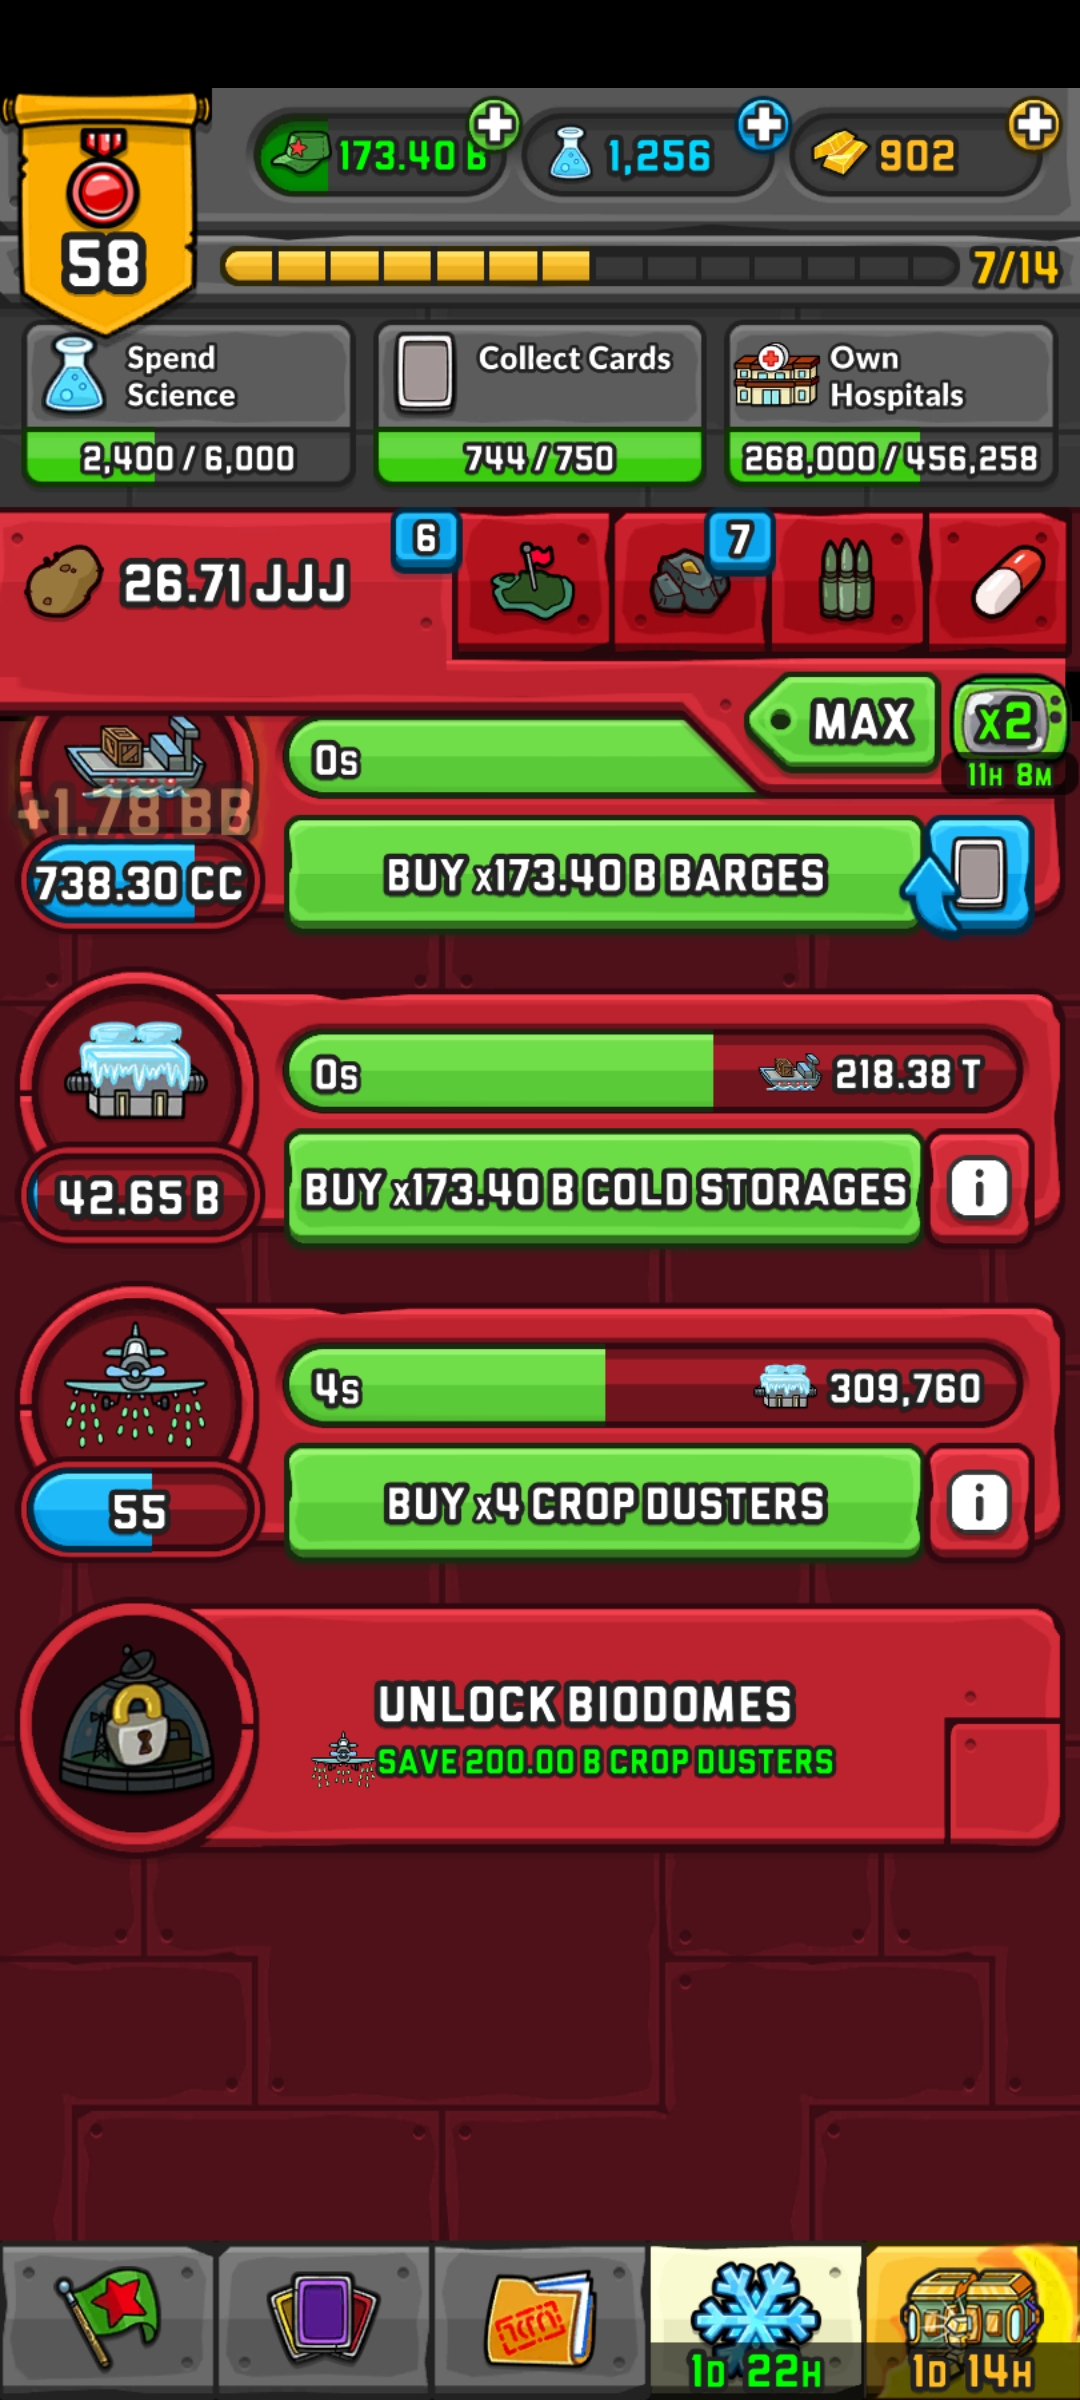 58
173.40 B
1,256
902
7/14
Spend
Science
2,400 / 6,000
Collect Cards
744 / 750
Own
Hospitals
268,000 / 456,258
26.71 JJJ
6
7
MAX
x2
11H 8M
0s
+1.78 BB
738.30 CC
BUY x173.40 B BARGES
0s
218.38 T
42.65 B
BUY x173.40 B COLD STORAGES
i
4s
309,760
55
BUY x4 CROP DUSTERS
i
UNLOCK BIODOMES
SAVE 200.00 B CROP DUSTERS
1D 22H
1D 14H